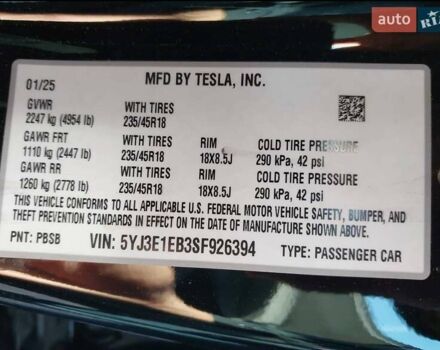 auto RIA
01/25 MFD BY TESLA, INC.
GVWR WITH TIRES
2247 kg (4954 lb) 235/45R18
GAWR FRT WITH TIRES RIM COLD TIRE PRESSURE
1110 kg (2447 lb) 235/45R18 18X8.5J 290 kPa, 42 psi
GAWR RR WITH TIRES RIM COLD TIRE PRESSURE
1260 kg (2778 lb) 235/45R18 18X8.5J 290 kPa, 42 psi
THIS VEHICLE CONFORMS TO ALL APPLICABLE U.S. FEDERAL MOTOR VEHICLE SAFETY, BUMPER, AND
THEFT PREVENTION STANDARDS IN EFFECT ON THE DATE OF MANUFACTURE SHOWN ABOVE.
PNT: PBSB VIN: 5YJ3E1EB3SF926394 TYPE: PASSENGER CAR